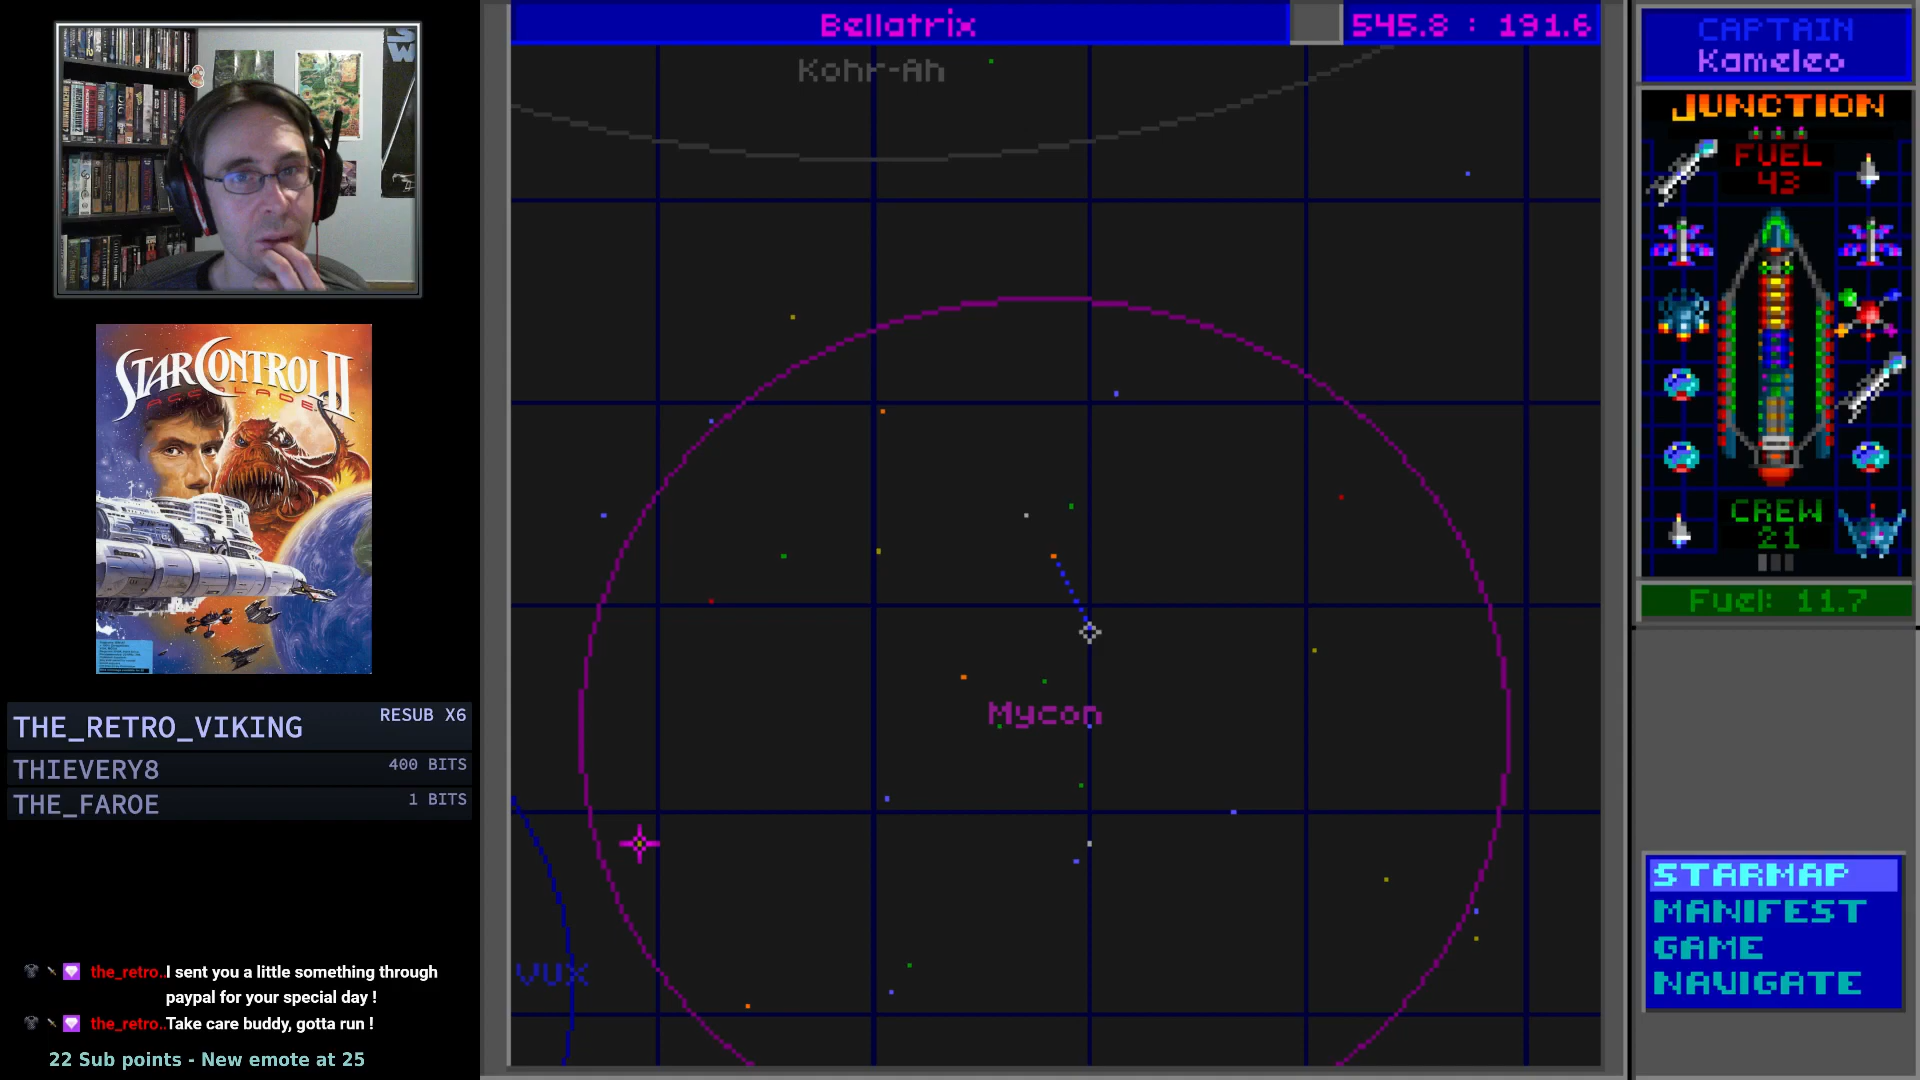 Bellatrix
545.8 : 191.6
CAPTAIN
Kameleo
JUNCTION
FUEL
43
CREW
21
Fuel: 11.7
STARMAP
MANIFEST
GAME
NAVIGATE
Kohr-Ah
Mycon
VUX
SW
STAR CONTROL II
ACCOLADE
THE_RETRO_VIKING RESUB X6
THIEVERY8 400 BITS
THE_FAROE 1 BITS
the_retro.. I sent you a little something through
paypal for your special day !
the_retro.. Take care buddy, gotta run !
22 Sub points - New emote at 25